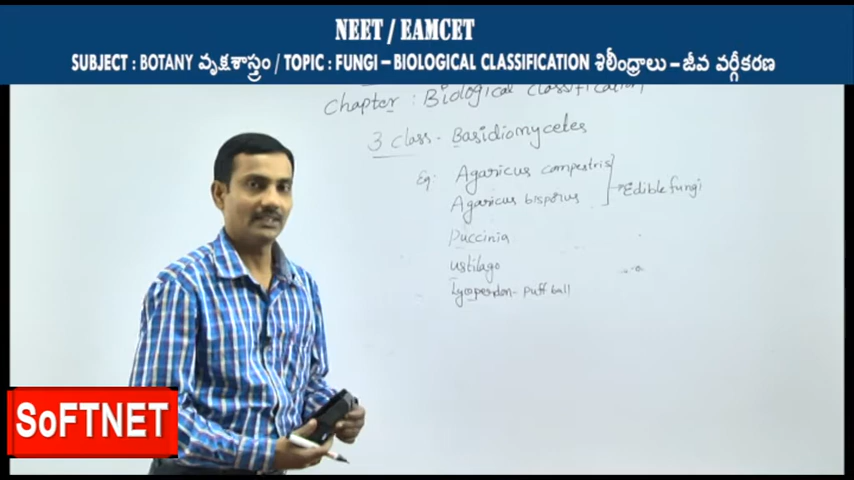 NEET / EAMCET
SUBJECT : BOTANY వృక్షశాస్త్రం / TOPIC : FUNGI – BIOLOGICAL CLASSIFICATION శిలీంధ్రాలు – జీవ వర్గీకరణ
Chapter : Biological Classification
3 class - Basidiomycetes
Eg: Agaricus campestris
Agaricus bisporus
Edible fungi
Puccinia
ustilago
Lycoperdon - puff ball
SoFTNET